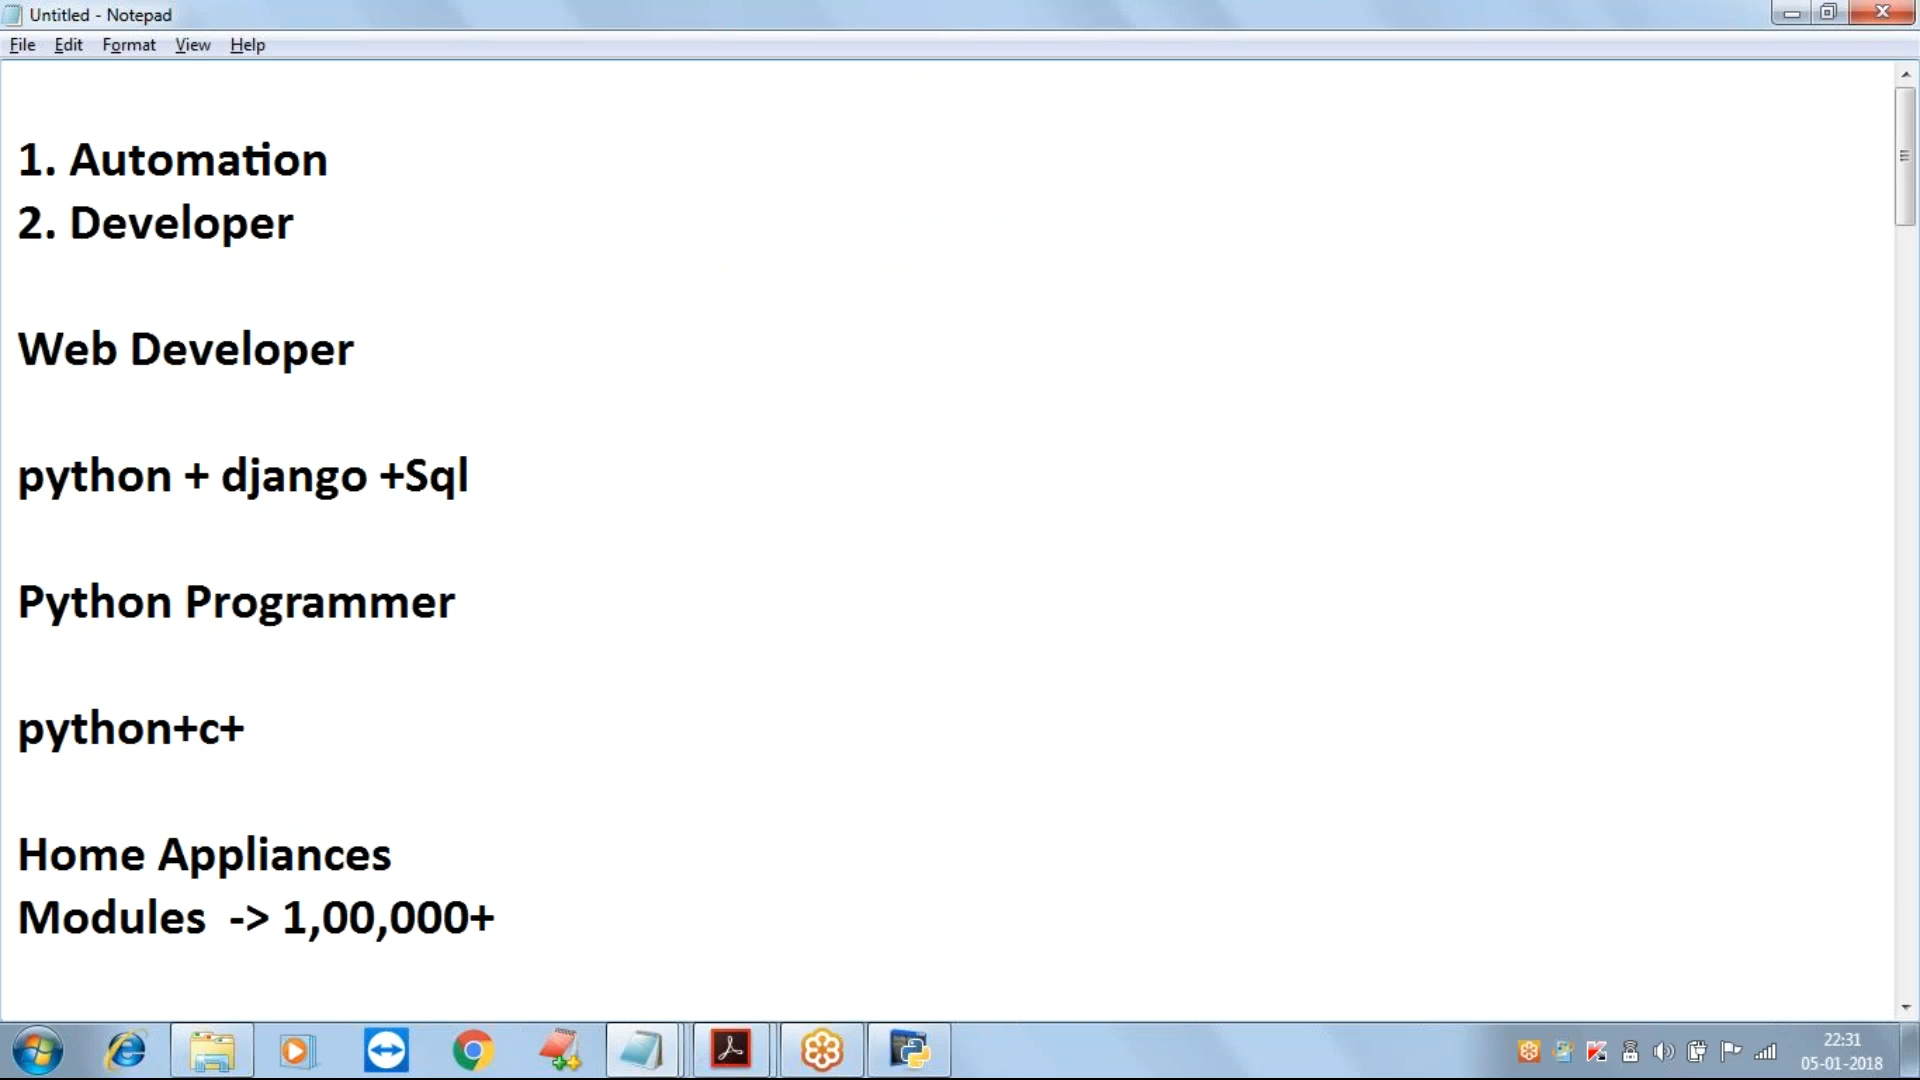 Untitled - Notepad
File Edit Format View Help
1. Automation
2. Developer
Web Developer
python + django +Sql
Python Programmer
python+c+
Home Appliances
Modules  -> 1,00,000+
22:31
05-01-2018